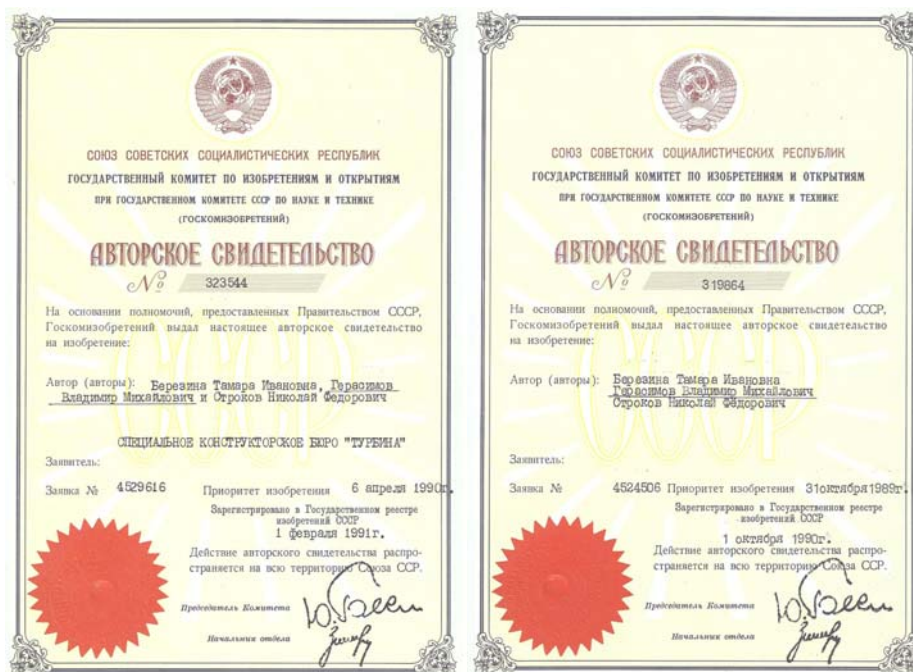 СОЮЗ СОВЕТСКИХ СОЦИАЛИСТИЧЕСКИХ РЕСПУБЛИК
ГОСУДАРСТВЕННЫЙ КОМИТЕТ ПО ИЗОБРЕТЕНИЯМ И ОТКРЫТИЯМ
ПРИ ГОСУДАРСТВЕННОМ КОМИТЕТЕ СССР ПО НАУКЕ И ТЕХНИКЕ
(ГОСКОМИЗОБРЕТЕНИЙ)
АВТОРСКОЕ СВИДЕТЕЛЬСТВО
№ 323544
На основании полномочий, предоставленных Правительством СССР,
Госкомизобретений выдал настоящее авторское свидетельство
на изобретение:
Автор (авторы): Березина Тамара Ивановна, Герасимов
Владимир Михайлович и Строков Николай Федорович
СПЕЦИАЛЬНОЕ КОНСТРУКТОРСКОЕ БЮРО "ТУРБИНА"
Заявитель:
Заявка № 4529616 Приоритет изобретения 6 апреля 1990г.
Зарегистрировано в Государственном реестре
изобретений СССР
1 февраля 1991г.
Действие авторского свидетельства распро-
страняется на всю территорию Союза ССР.
Председатель Комитета
Начальник отдела
СССР
СОЮЗ СОВЕТСКИХ СОЦИАЛИСТИЧЕСКИХ РЕСПУБЛИК
ГОСУДАРСТВЕННЫЙ КОМИТЕТ ПО ИЗОБРЕТЕНИЯМ И ОТКРЫТИЯМ
ПРИ ГОСУДАРСТВЕННОМ КОМИТЕТЕ СССР ПО НАУКЕ И ТЕХНИКЕ
(ГОСКОМИЗОБРЕТЕНИЙ)
АВТОРСКОЕ СВИДЕТЕЛЬСТВО
№ 319864
На основании полномочий, предоставленных Правительством СССР,
Госкомизобретений выдал настоящее авторское свидетельство
на изобретение:
Автор (авторы): Березина Тамара Ивановна
Герасимов Владимир Михайлович
Строков Николай Фёдорович
Заявитель:
Заявка № 4524506 Приоритет изобретения 31октября1989г.
Зарегистрировано в Государственном реестре
изобретений СССР
1 октября 1990г.
Действие авторского свидетельства распро-
страняется на всю территорию Союза ССР.
Председатель Комитета
Начальник отдела
СССР